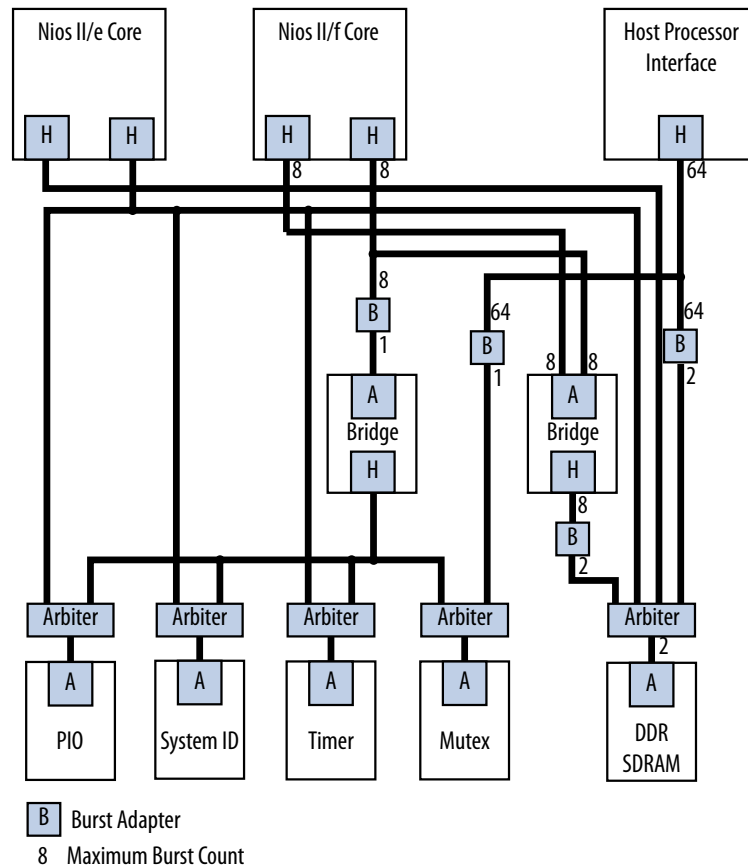 Nios II/e Core
Nios II/f Core
Host Processor
Interface
H
H
H
H
H
8
8
64
8
B
1
64
B
1
64
B
2
8
8
A
Bridge
H
A
Bridge
H
8
B
2
Arbiter
Arbiter
Arbiter
Arbiter
Arbiter
2
A
PIO
A
System ID
A
Timer
A
Mutex
A
DDR
SDRAM
B Burst Adapter
8 Maximum Burst Count